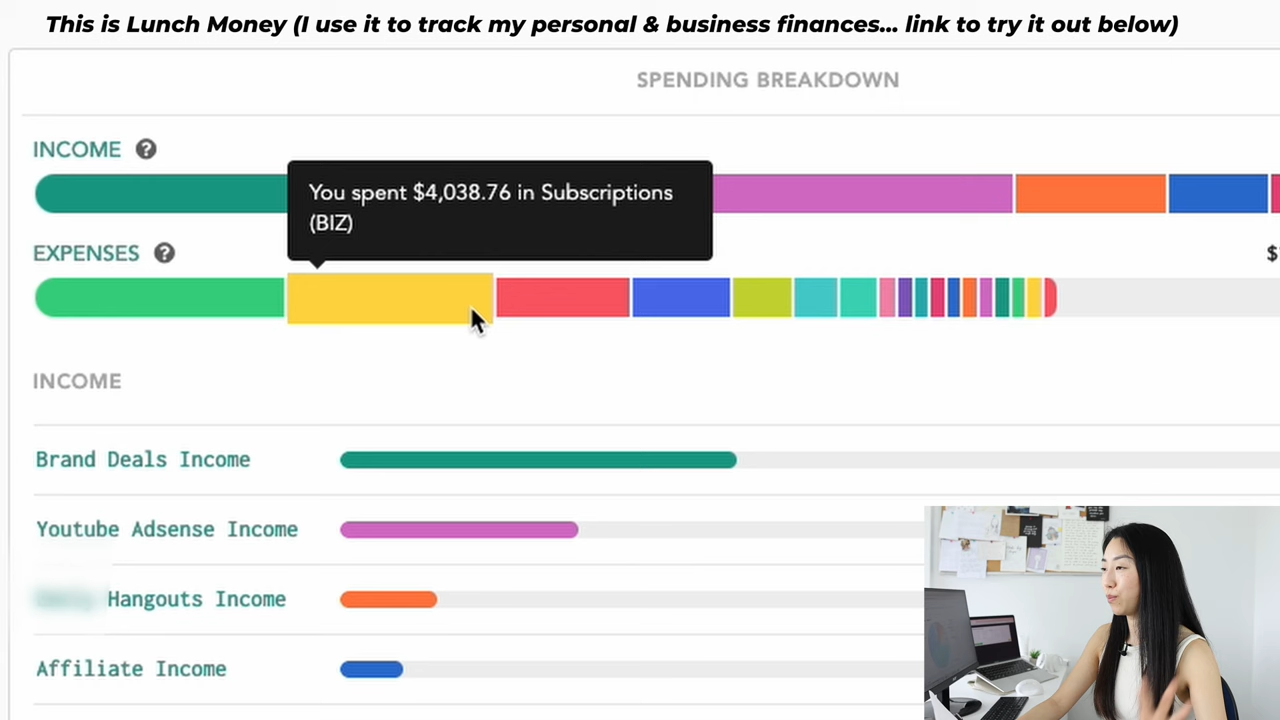 This is Lunch Money (I use it to track my personal & business finances... link to try it out below)
SPENDING BREAKDOWN
INCOME ?
You spent $4,038.76 in Subscriptions
(BIZ)
EXPENSES ?
INCOME
Brand Deals Income
Youtube Adsense Income
Hangouts Income
Affiliate Income